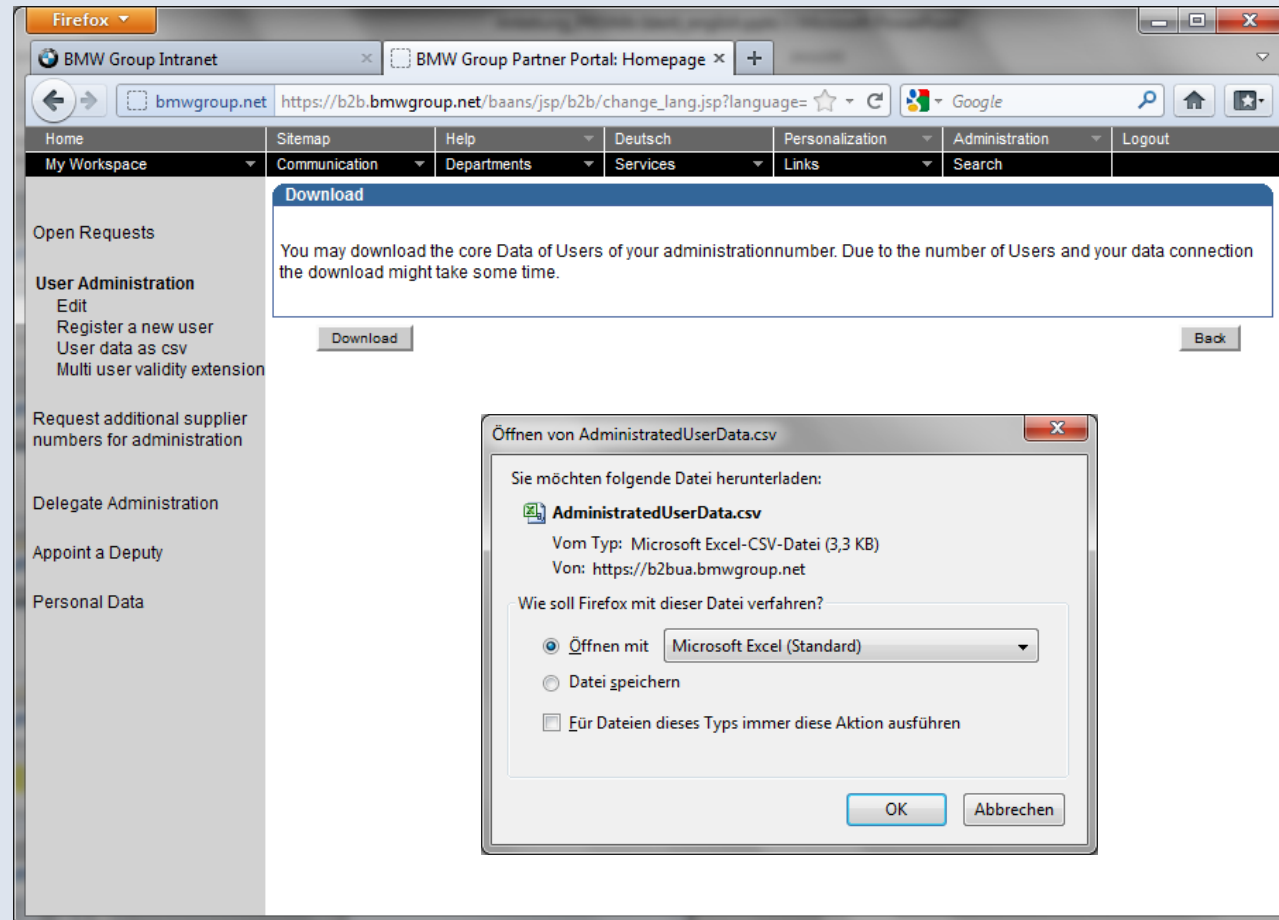 Firefox
BMW Group Intranet
BMW Group Partner Portal: Homepage
bmwgroup.net
https://b2b.bmwgroup.net/baans/jsp/b2b/change_lang.jsp?language=
Google
Home Sitemap Help Deutsch Personalization Administration Logout
My Workspace Communication Departments Services Links Search
Open Requests
User Administration
Edit
Register a new user
User data as csv
Multi user validity extension
Request additional supplier
numbers for administration
Delegate Administration
Appoint a Deputy
Personal Data
Download
You may download the core Data of Users of your administrationnumber. Due to the number of Users and your data connection
the download might take some time.
Download
Back
Öffnen von AdministratedUserData.csv
Sie möchten folgende Datei herunterladen:
AdministratedUserData.csv
Vom Typ: Microsoft Excel-CSV-Datei (3,3 KB)
Von: https://b2bua.bmwgroup.net
Wie soll Firefox mit dieser Datei verfahren?
Öffnen mit Microsoft Excel (Standard)
Datei speichern
Für Dateien dieses Typs immer diese Aktion ausführen
OK Abbrechen